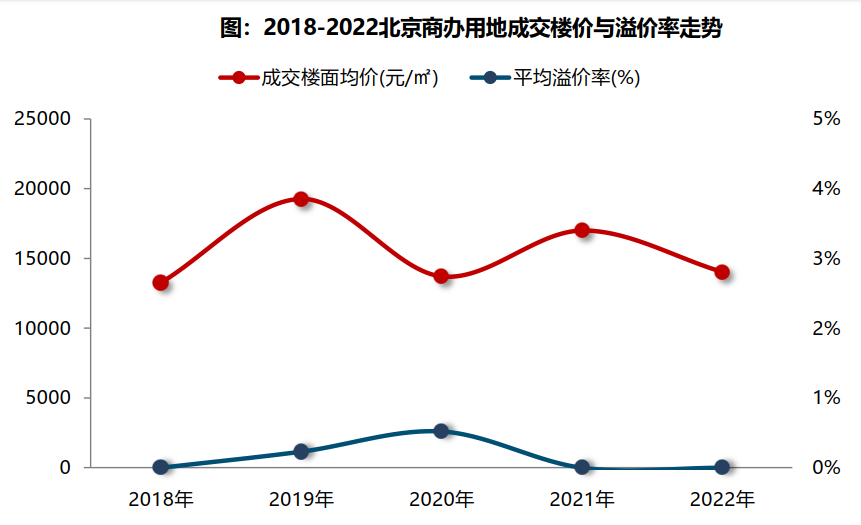 图：2018-2022北京商办用地成交楼价与溢价率走势
成交楼面均价(元/㎡) 平均溢价率(%)
25000 5%
20000 4%
15000 3%
10000 2%
5000 1%
0 0%
2018年 2019年 2020年 2021年 2022年